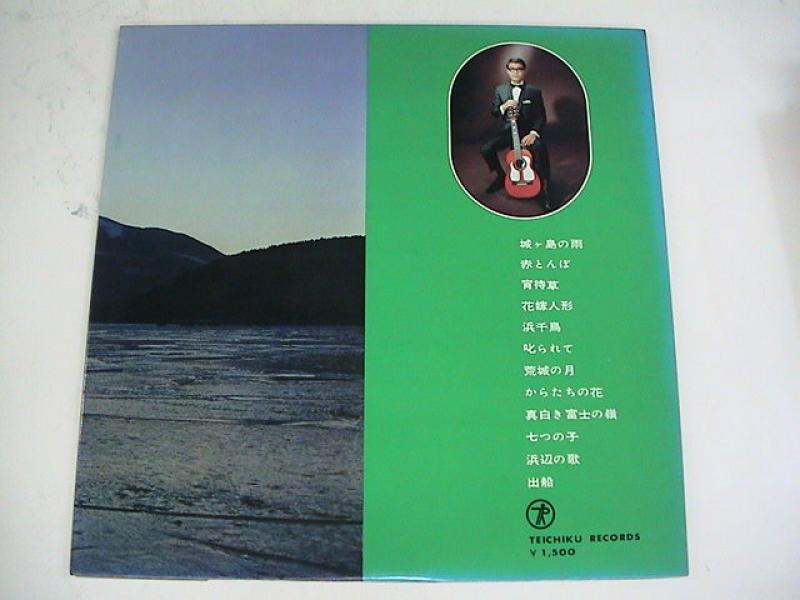 城ヶ島の雨
赤とんぼ
宵待草
花嫁人形
浜千鳥
叱られて
荒城の月
からたちの花
真白き富士の嶺
七つの子
浜辺の歌
出船
TEICHIKU RECORDS
¥1,500